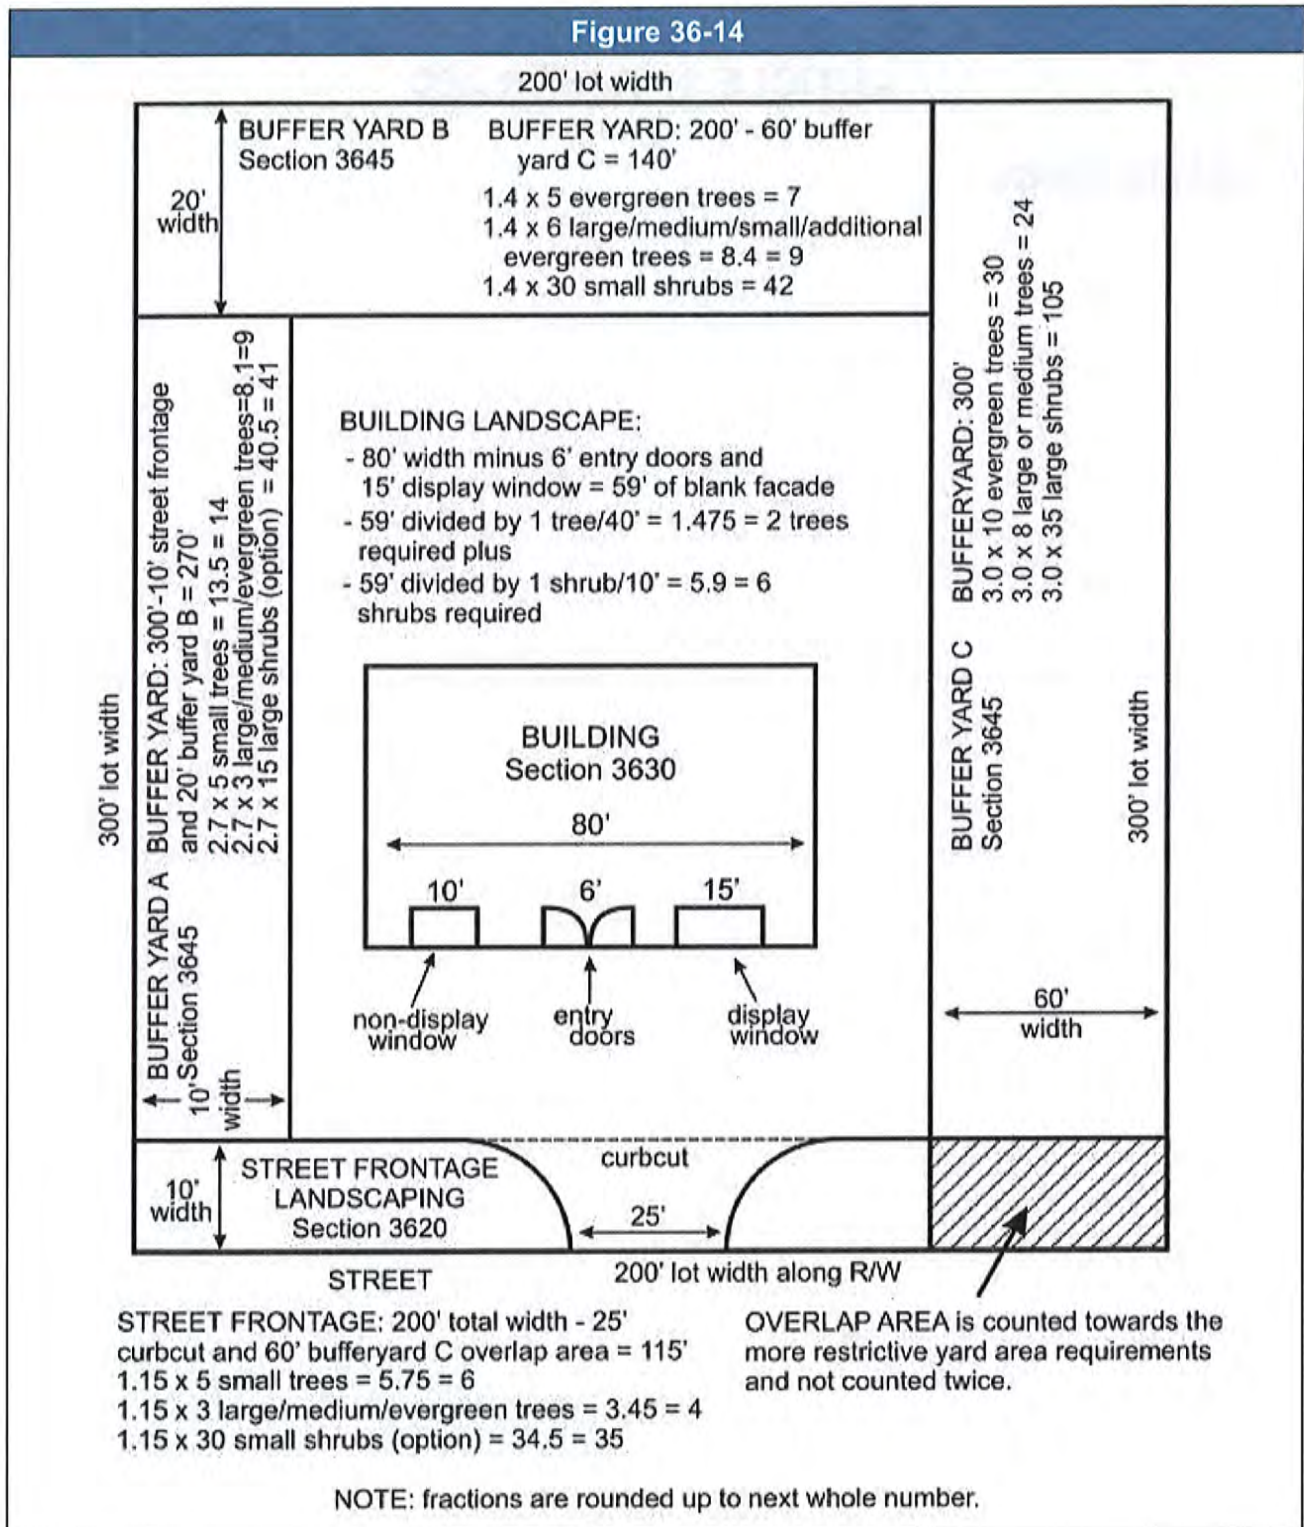 Figure 36-14
200' lot width
BUFFER YARD B
Section 3645
20'
width
BUFFER YARD: 200' - 60' buffer
yard C = 140'
1.4 x 5 evergreen trees = 7
1.4 x 6 large/medium/small/additional
evergreen trees = 8.4 = 9
1.4 x 30 small shrubs = 42
300' lot width
BUFFER YARD A
Section 3645
BUFFER YARD: 300'-10' street frontage
and 20' buffer yard B = 270'
2.7 x 5 small trees = 13.5 = 14
2.7 x 3 large/medium/evergreen trees=8.1=9
2.7 x 15 large shrubs (option) = 40.5 = 41
10'
width
BUILDING LANDSCAPE:
- 80' width minus 6' entry doors and
15' display window = 59' of blank facade
- 59' divided by 1 tree/40' = 1.475 = 2 trees
required plus
- 59' divided by 1 shrub/10' = 5.9 = 6
shrubs required
BUILDING
Section 3630
80'
10'
6'
15'
non-display
window
entry
doors
display
window
BUFFER YARD C
Section 3645
BUFFERYARD: 300'
3.0 x 10 evergreen trees = 30
3.0 x 8 large or medium trees = 24
3.0 x 35 large shrubs = 105
300' lot width
60'
width
10'
width
STREET FRONTAGE
LANDSCAPING
Section 3620
curbcut
25'
STREET
200' lot width along R/W
STREET FRONTAGE: 200' total width - 25'
curbcut and 60' bufferyard C overlap area = 115'
1.15 x 5 small trees = 5.75 = 6
1.15 x 3 large/medium/evergreen trees = 3.45 = 4
1.15 x 30 small shrubs (option) = 34.5 = 35
OVERLAP AREA is counted towards the
more restrictive yard area requirements
and not counted twice.
NOTE: fractions are rounded up to next whole number.